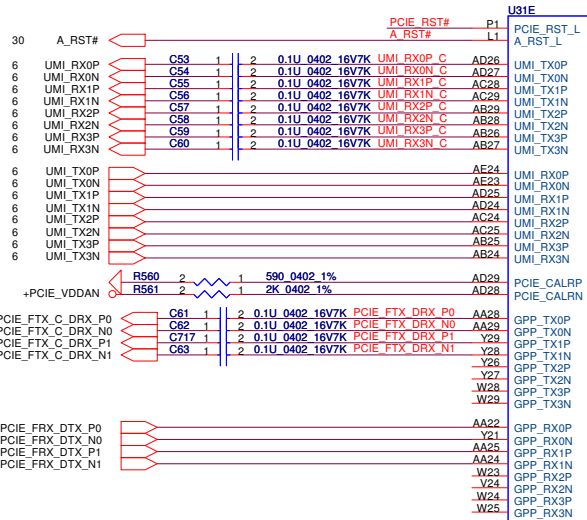 U31E
PCIE_RST# P1 PCIE_RST_L
30 A_RST# L1 A_RST_L
6 UMI_RX0P C53 1 2 0.1U_0402_16V7K UMI_RX0P_C AD26 UMI_TX0P
6 UMI_RX0N C54 1 2 0.1U_0402_16V7K UMI_RX0N_C AD27 UMI_TX0N
6 UMI_RX1P C55 1 2 0.1U_0402_16V7K UMI_RX1P_C AC28 UMI_TX1P
6 UMI_RX1N C56 1 2 0.1U_0402_16V7K UMI_RX1N_C AC29 UMI_TX1N
6 UMI_RX2P C57 1 2 0.1U_0402_16V7K UMI_RX2P_C AB29 UMI_TX2P
6 UMI_RX2N C58 1 2 0.1U_0402_16V7K UMI_RX2N_C AB28 UMI_TX2N
6 UMI_RX3P C59 1 2 0.1U_0402_16V7K UMI_RX3P_C AB26 UMI_TX3P
6 UMI_RX3N C60 1 2 0.1U_0402_16V7K UMI_RX3N_C AB27 UMI_TX3N
6 UMI_TX0P AE24 UMI_RX0P
6 UMI_TX0N AE23 UMI_RX0N
6 UMI_TX1P AD25 UMI_RX1P
6 UMI_TX1N AD24 UMI_RX1N
6 UMI_TX2P AC24 UMI_RX2P
6 UMI_TX2N AC25 UMI_RX2N
6 UMI_TX3P AB25 UMI_RX3P
6 UMI_TX3N AB24 UMI_RX3N
R560 2 1 590_0402_1% AD29 PCIE_CALRP
+PCIE_VDDAN R561 2 1 2K_0402_1% AD28 PCIE_CALRN
PCIE_FTX_C_DRX_P0 C61 1 2 0.1U_0402_16V7K PCIE_FTX_DRX_P0 AA28 GPP_TX0P
PCIE_FTX_C_DRX_N0 C62 1 2 0.1U_0402_16V7K PCIE_FTX_DRX_N0 AA29 GPP_TX0N
PCIE_FTX_C_DRX_P1 C717 1 2 0.1U_0402_16V7K PCIE_FTX_DRX_P1 Y29 GPP_TX1P
PCIE_FTX_C_DRX_N1 C63 1 2 0.1U_0402_16V7K PCIE_FTX_DRX_N1 Y28 GPP_TX1N
Y26 GPP_TX2P
Y27 GPP_TX2N
W28 GPP_TX3P
W29 GPP_TX3N
PCIE_FRX_DTX_P0 AA22 GPP_RX0P
PCIE_FRX_DTX_N0 Y21 GPP_RX0N
PCIE_FRX_DTX_P1 AA25 GPP_RX1P
PCIE_FRX_DTX_N1 AA24 GPP_RX1N
W23 GPP_RX2P
V24 GPP_RX2N
W24 GPP_RX3P
W25 GPP_RX3N